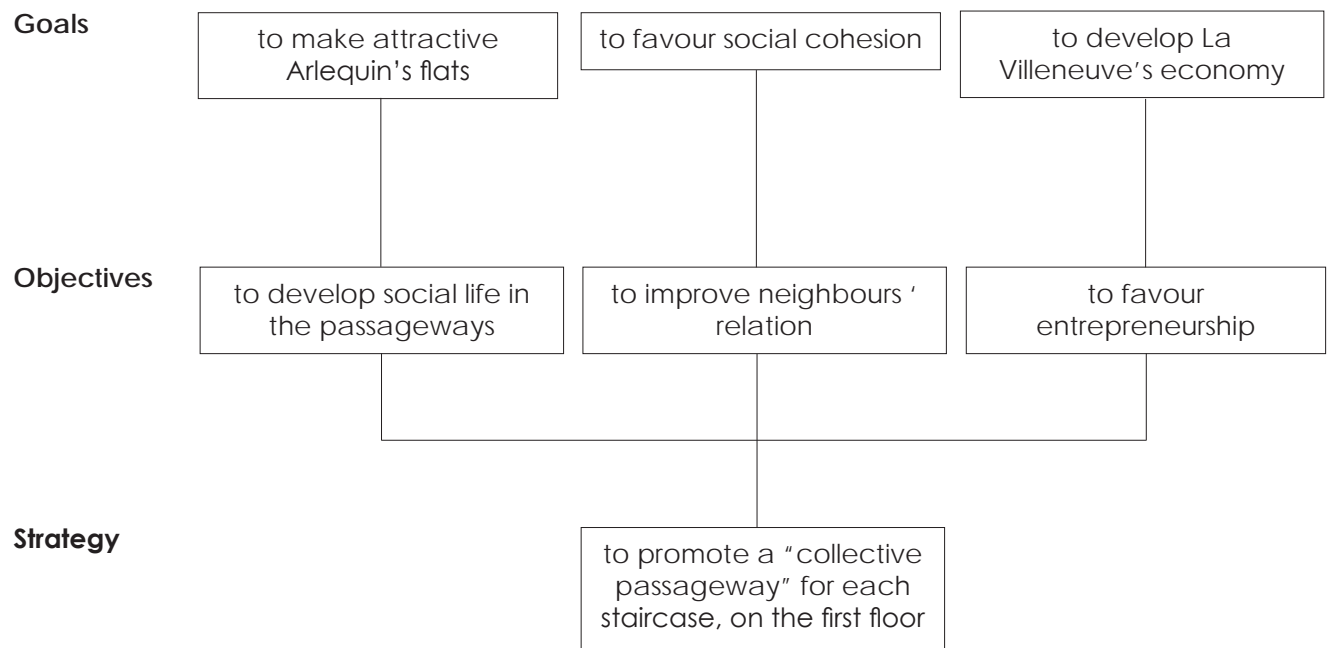 Goals
to make attractive
Arlequin's flats
to favour social cohesion
to develop La
Villeneuve's economy
Objectives
to develop social life in
the passageways
to improve neighbours '
relation
to favour
entrepreneurship
Strategy
to promote a "collective
passageway" for each
staircase, on the first floor